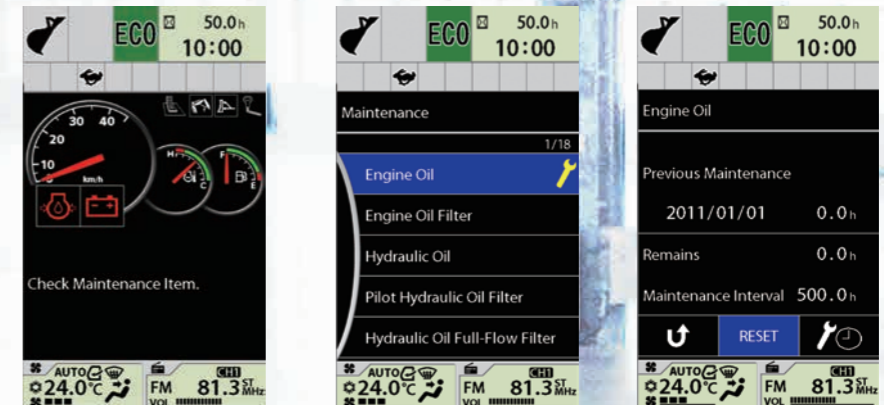 ECO
50.0h
10:00
30 40
20
10
km/h
H
C
F
E
Check Maintenance Item.
AUTO
24.0°C
FM 81.3 ST MHz
CH1
VOL
ECO
50.0h
10:00
Maintenance
1/18
Engine Oil
Engine Oil Filter
Hydraulic Oil
Pilot Hydraulic Oil Filter
Hydraulic Oil Full-Flow Filter
AUTO
24.0°C
FM 81.3 ST MHz
CH1
VOL
ECO
50.0h
10:00
Engine Oil
Previous Maintenance
2011/01/01 0.0h
Remains 0.0h
Maintenance Interval 500.0h
RESET
AUTO
24.0°C
FM 81.3 ST MHz
CH1
VOL